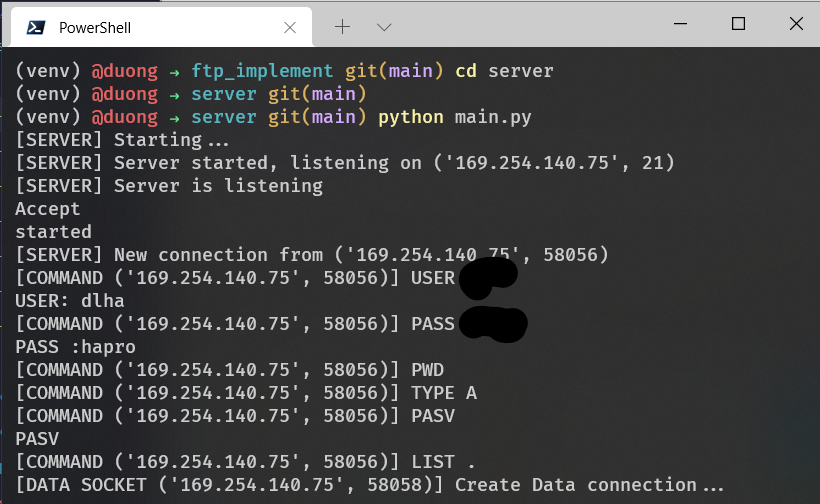 PowerShell
(venv) @duong → ftp_implement git(main) cd server
(venv) @duong → server git(main)
(venv) @duong → server git(main) python main.py
[SERVER] Starting...
[SERVER] Server started, listening on ('169.254.140.75', 21)
[SERVER] Server is listening
Accept
started
[SERVER] New connection from ('169.254.140.75', 58056)
[COMMAND ('169.254.140.75', 58056)] USER
USER: dlha
[COMMAND ('169.254.140.75', 58056)] PASS
PASS :hapro
[COMMAND ('169.254.140.75', 58056)] PWD
[COMMAND ('169.254.140.75', 58056)] TYPE A
[COMMAND ('169.254.140.75', 58056)] PASV
PASV
[COMMAND ('169.254.140.75', 58056)] LIST .
[DATA SOCKET ('169.254.140.75', 58058)] Create Data connection...